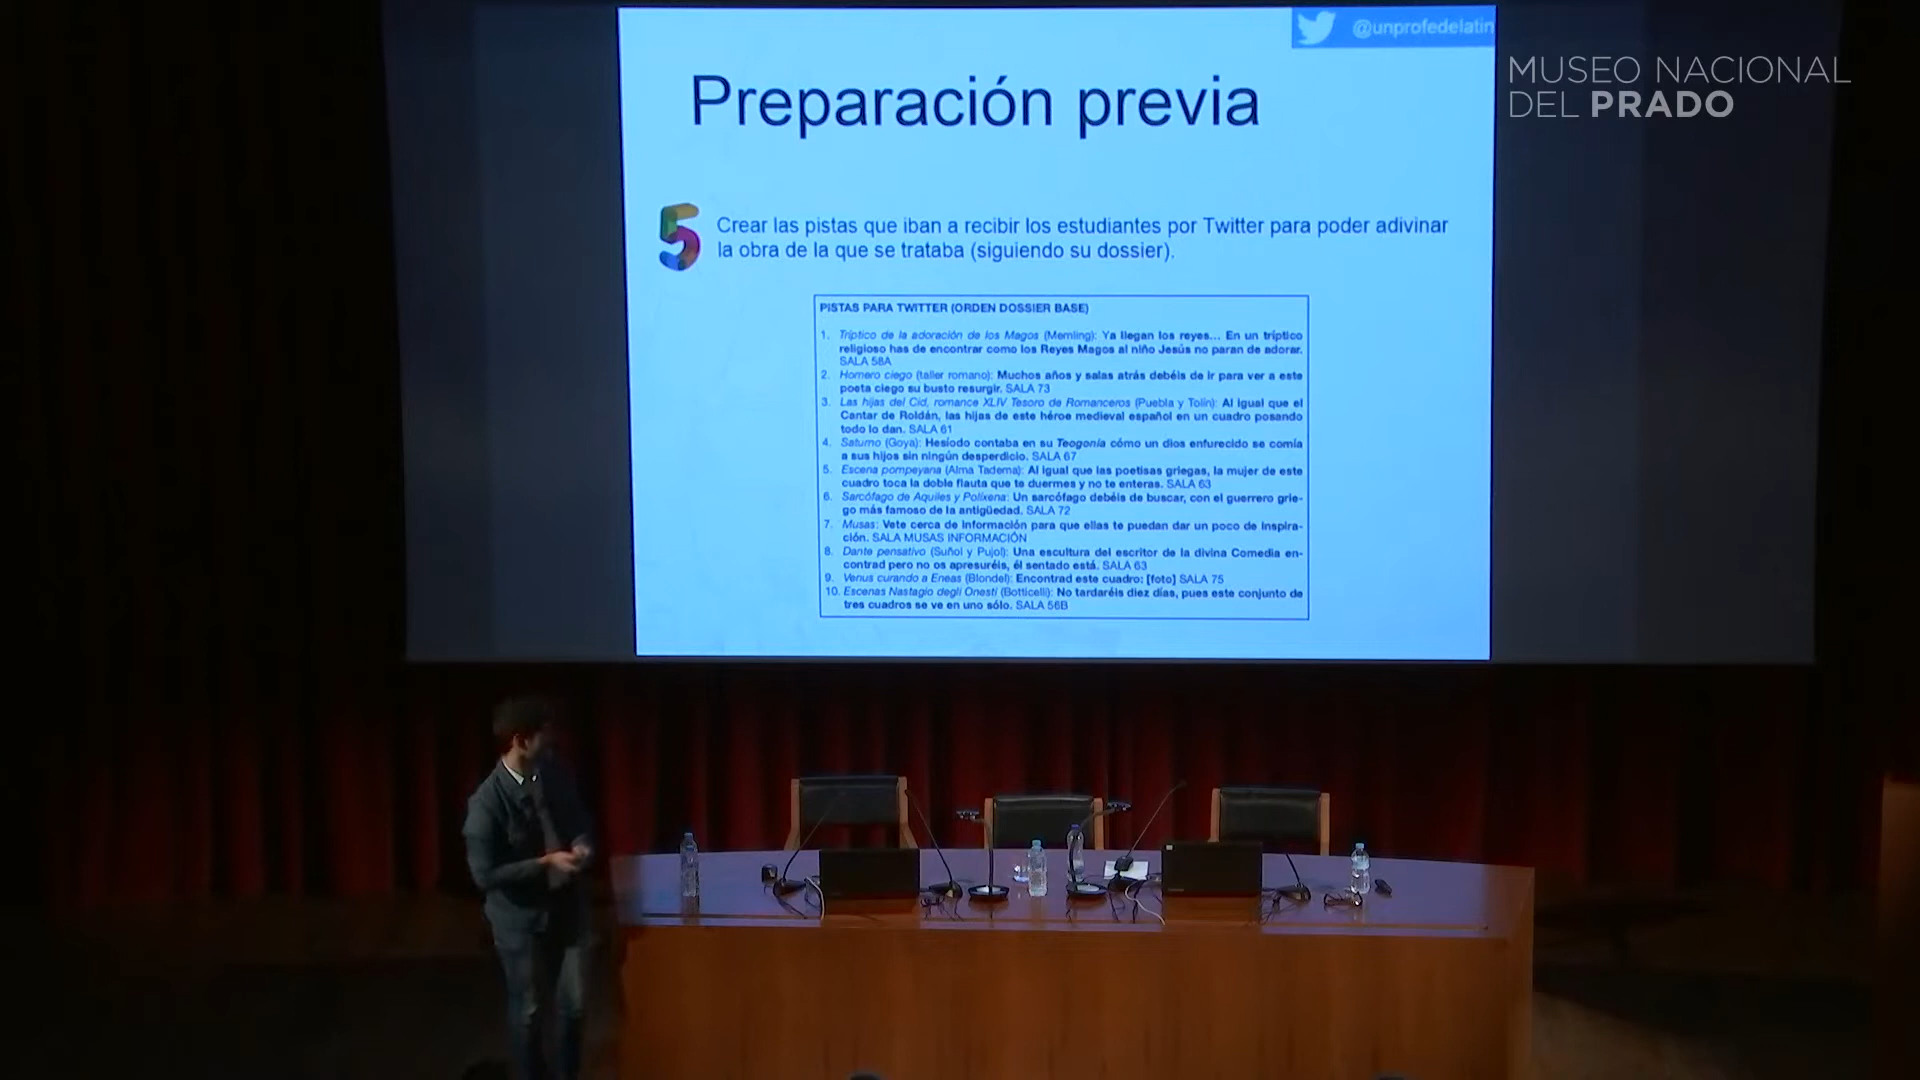 @unprofedelatin
MUSEO NACIONAL
DEL PRADO
Preparación previa
5 Crear las pistas que iban a recibir los estudiantes por Twitter para poder adivinar
la obra de la que se trataba (siguiendo su dossier).
PISTAS PARA TWITTER (ORDEN DOSSIER BASE)
1. Tríptico de la adoración de los Magos (Memling): Ya llegan los reyes... En un tríptico
religioso has de encontrar como los Reyes Magos al niño Jesús no paran de adorar.
SALA 58A
2. Homero ciego (taller romano): Muchos años y salas atrás debéis de ir para ver a este
poeta ciego su busto resurgir. SALA 73
3. Las hijas del Cid, romance XLIV Tesoro de Romanceros (Puebla y Tolín): Al igual que el
Cantar de Roldán, las hijas de este héroe medieval español en un cuadro posando
todo lo dan. SALA 61
4. Saturno (Goya): Hesíodo contaba en su Teogonía cómo un dios enfurecido se comía
a sus hijos sin ningún desperdicio. SALA 67
5. Escena pompeyana (Alma Tadema): Al igual que las poetisas griegas, la mujer de este
cuadro toca la doble flauta que te duermes y no te enteras. SALA 63
6. Sarcófago de Aquiles y Políxena: Un sarcófago debéis de buscar, con el guerrero grie-
go más famoso de la antigüedad. SALA 72
7. Musas: Vete cerca de información para que ellas te puedan dar un poco de inspira-
ción. SALA MUSAS INFORMACIÓN
8. Dante pensativo (Suñol y Pujol): Una escultura del escritor de la divina Comedia en-
contrad pero no os apresuréis, él sentado está. SALA 63
9. Venus curando a Eneas (Blondel): Encontrad este cuadro: [foto] SALA 75
10. Escenas Nastagio degli Onesti (Botticelli): No tardaréis diez días, pues este conjunto de
tres cuadros se ve en uno sólo. SALA 56B